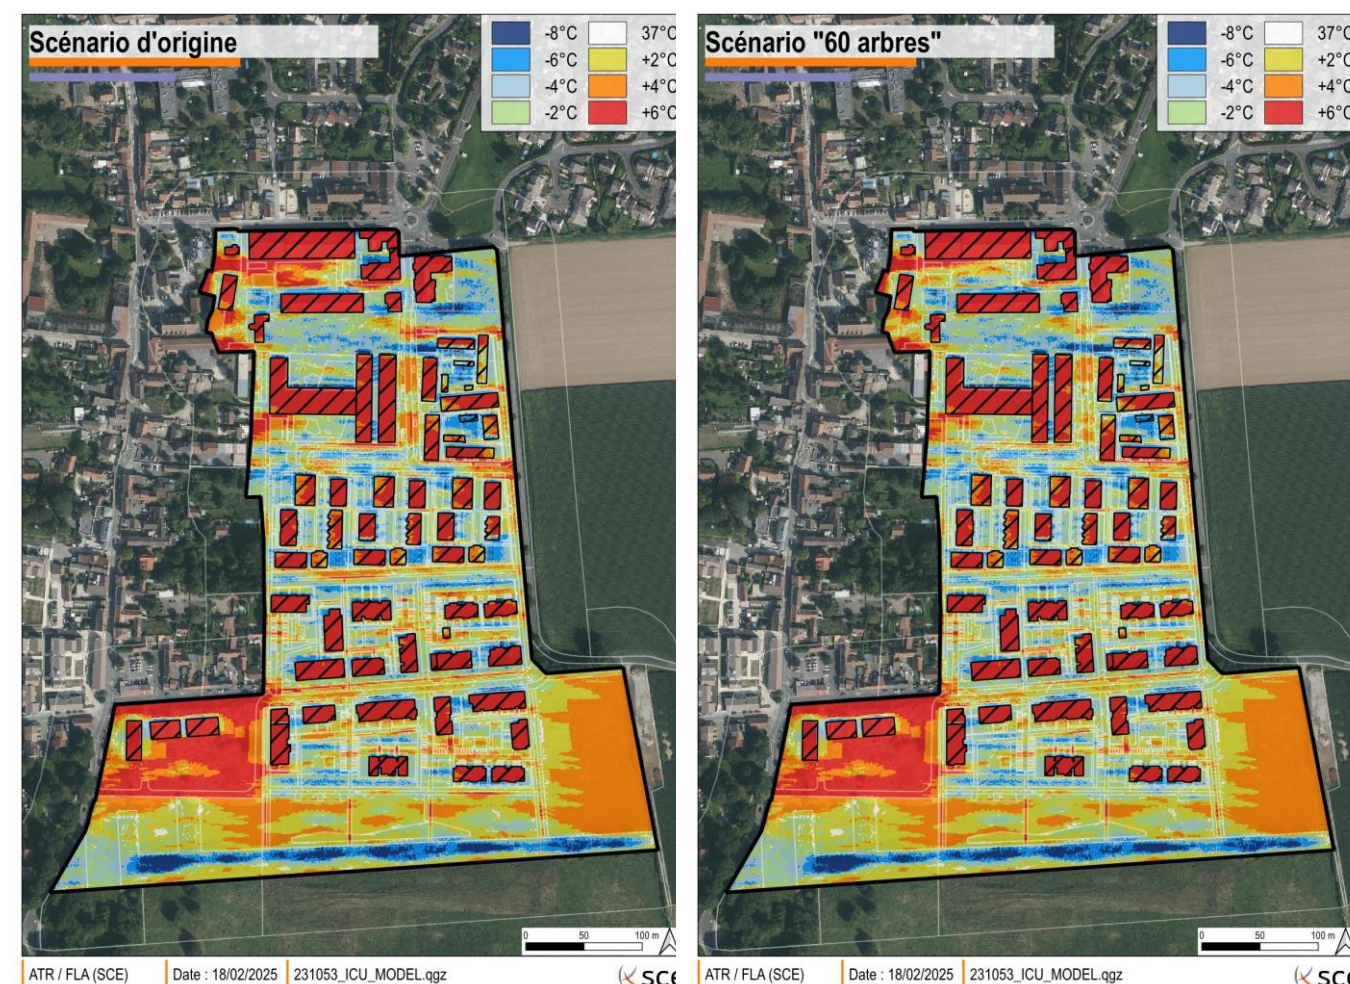 Scénario d'origine
-8°C 37°C
-6°C +2°C
-4°C +4°C
-2°C +6°C
0 50 100 m
ATR / FLA (SCE) Date : 18/02/2025 231053_ICU_MODEL.qgz sce
Scénario "60 arbres"
-8°C 37°C
-6°C +2°C
-4°C +4°C
-2°C +6°C
0 50 100 m
ATR / FLA (SCE) Date : 18/02/2025 231053_ICU_MODEL.qgz sce